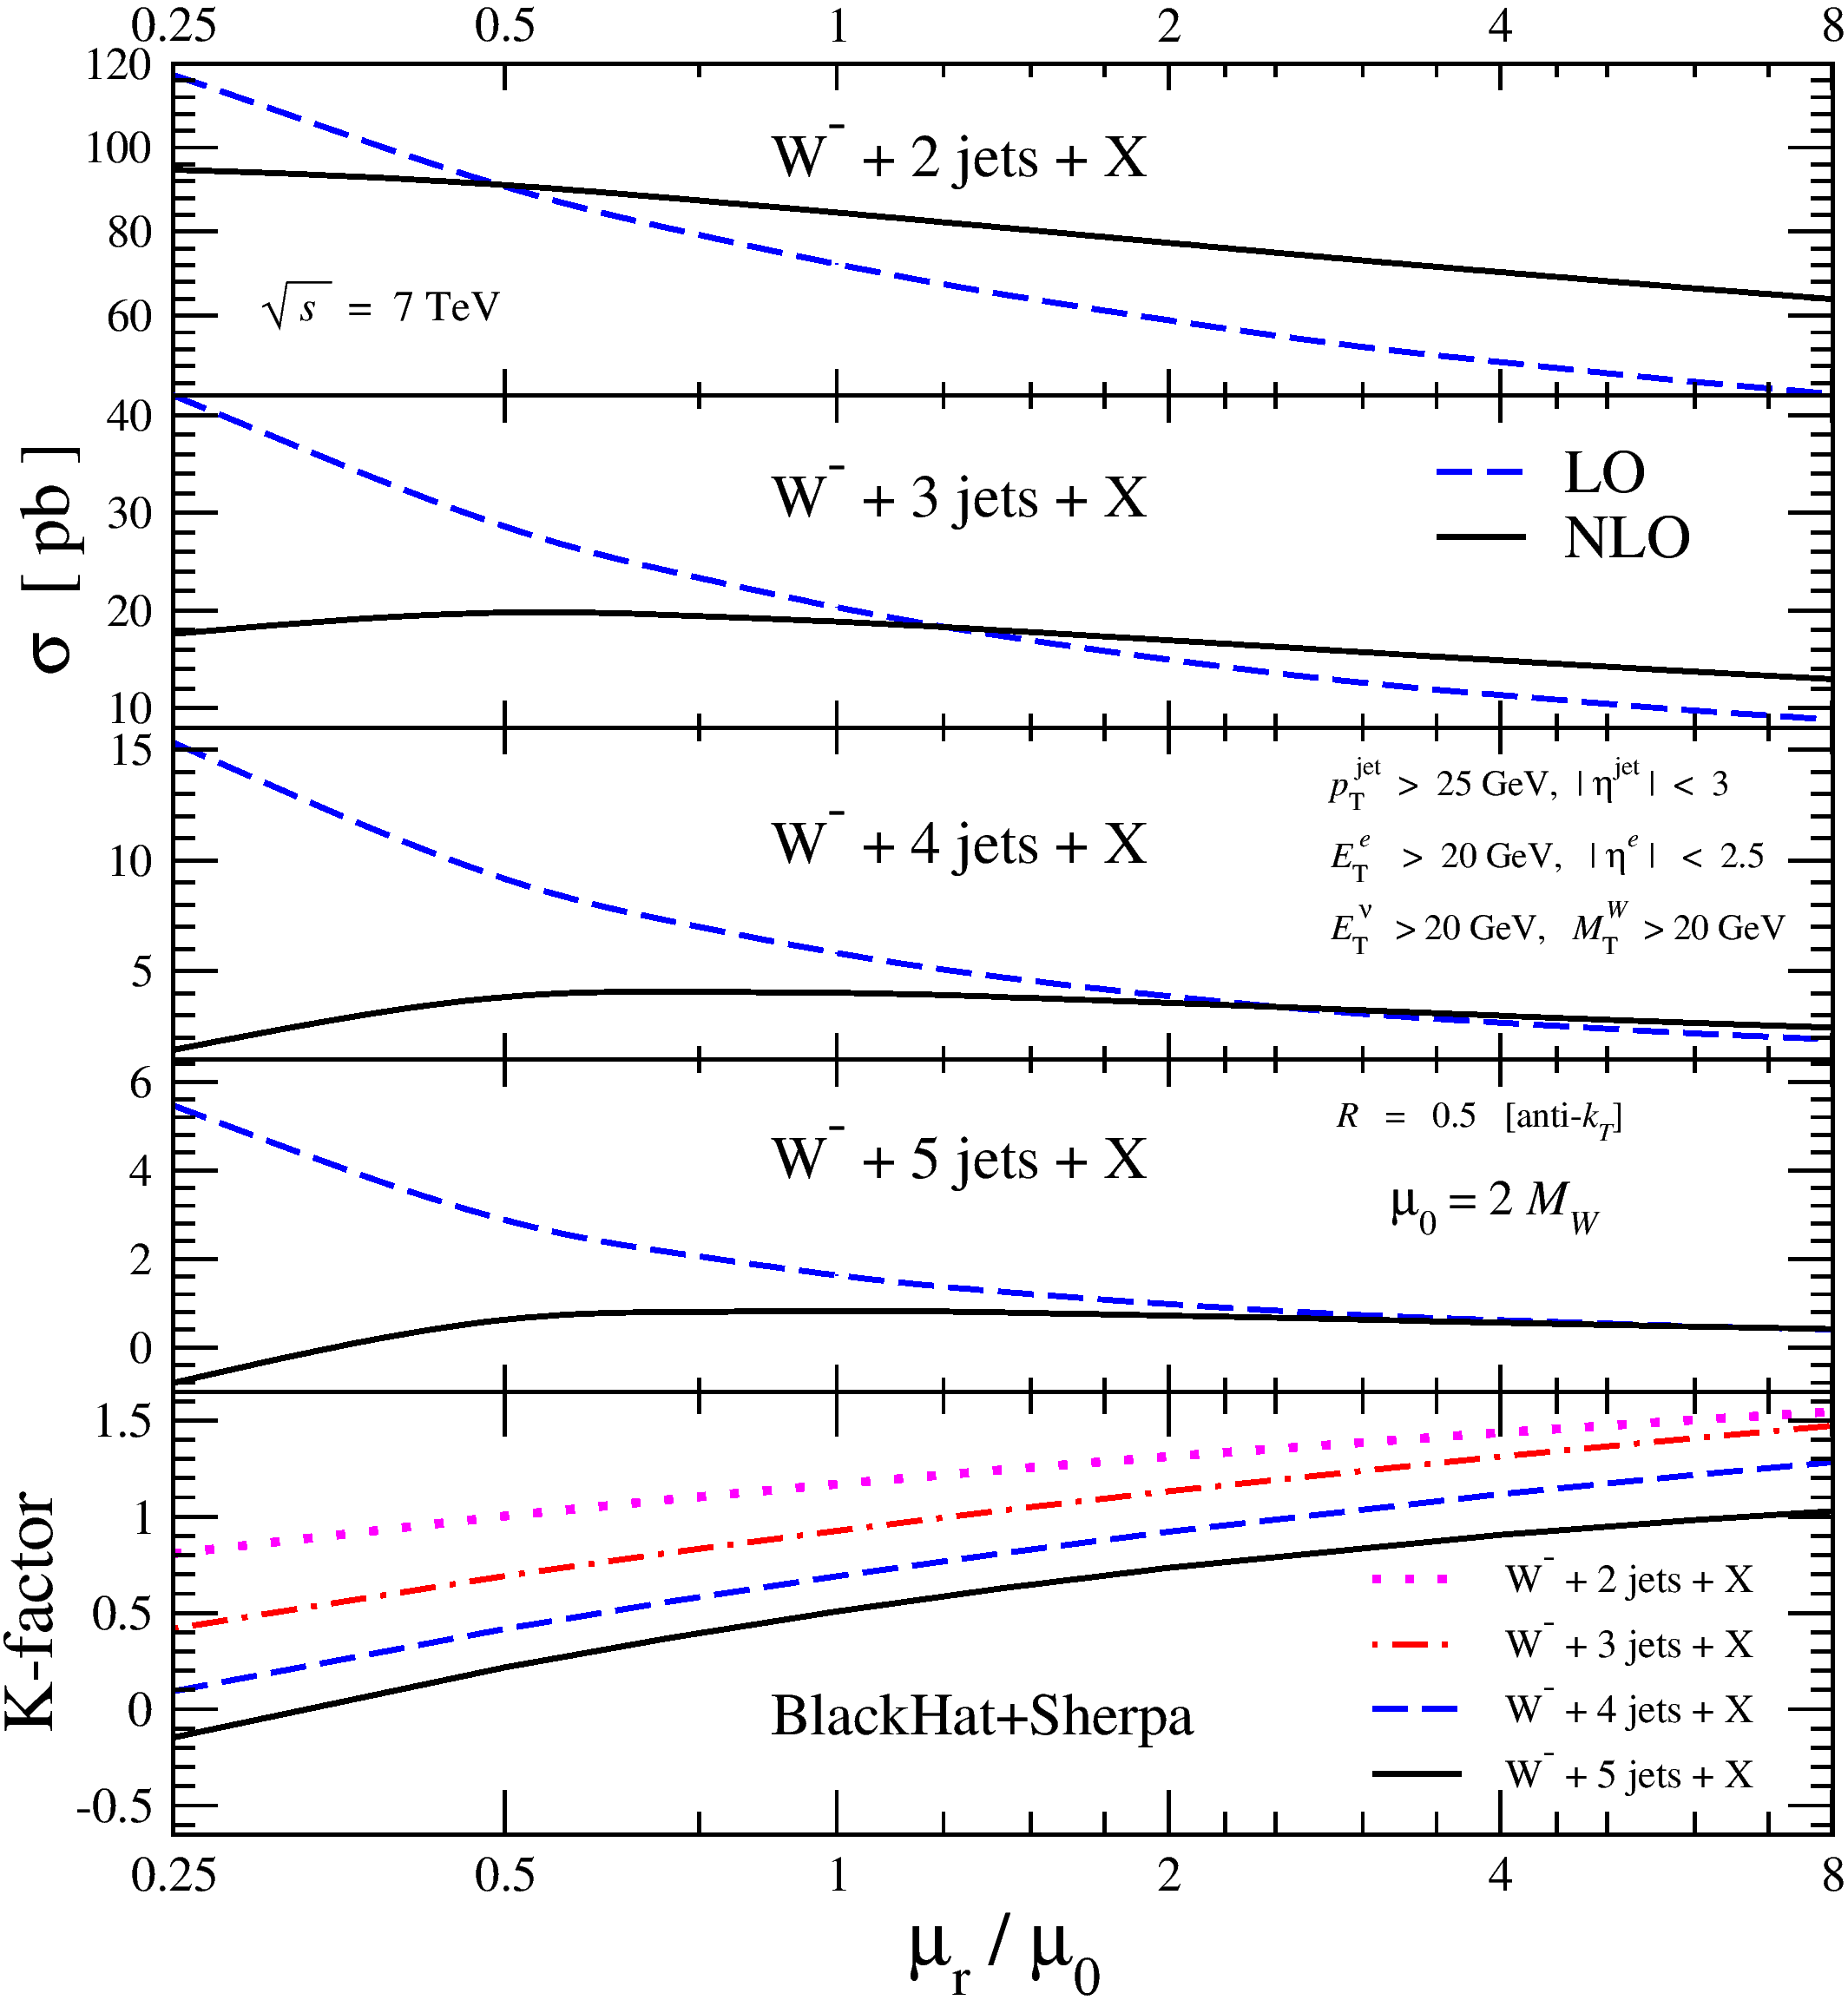 0.25 0.5 1 2 4 8
120
100
80
60
W⁻ + 2 jets + X
√s = 7 TeV
σ [ pb ]
40
30
20
10
W⁻ + 3 jets + X
LO
NLO
15
10
5
W⁻ + 4 jets + X
p_T^jet > 25 GeV, | η^jet | < 3
E_T^e > 20 GeV, | η^e | < 2.5
E_T^ν > 20 GeV, M_T^W > 20 GeV
6
4
2
0
W⁻ + 5 jets + X
R = 0.5 [anti-k_T]
μ₀ = 2 M_W
K-factor
1.5
1
0.5
0
-0.5
BlackHat+Sherpa
W⁻ + 2 jets + X
W⁻ + 3 jets + X
W⁻ + 4 jets + X
W⁻ + 5 jets + X
0.25 0.5 1 2 4 8
μ_r / μ₀